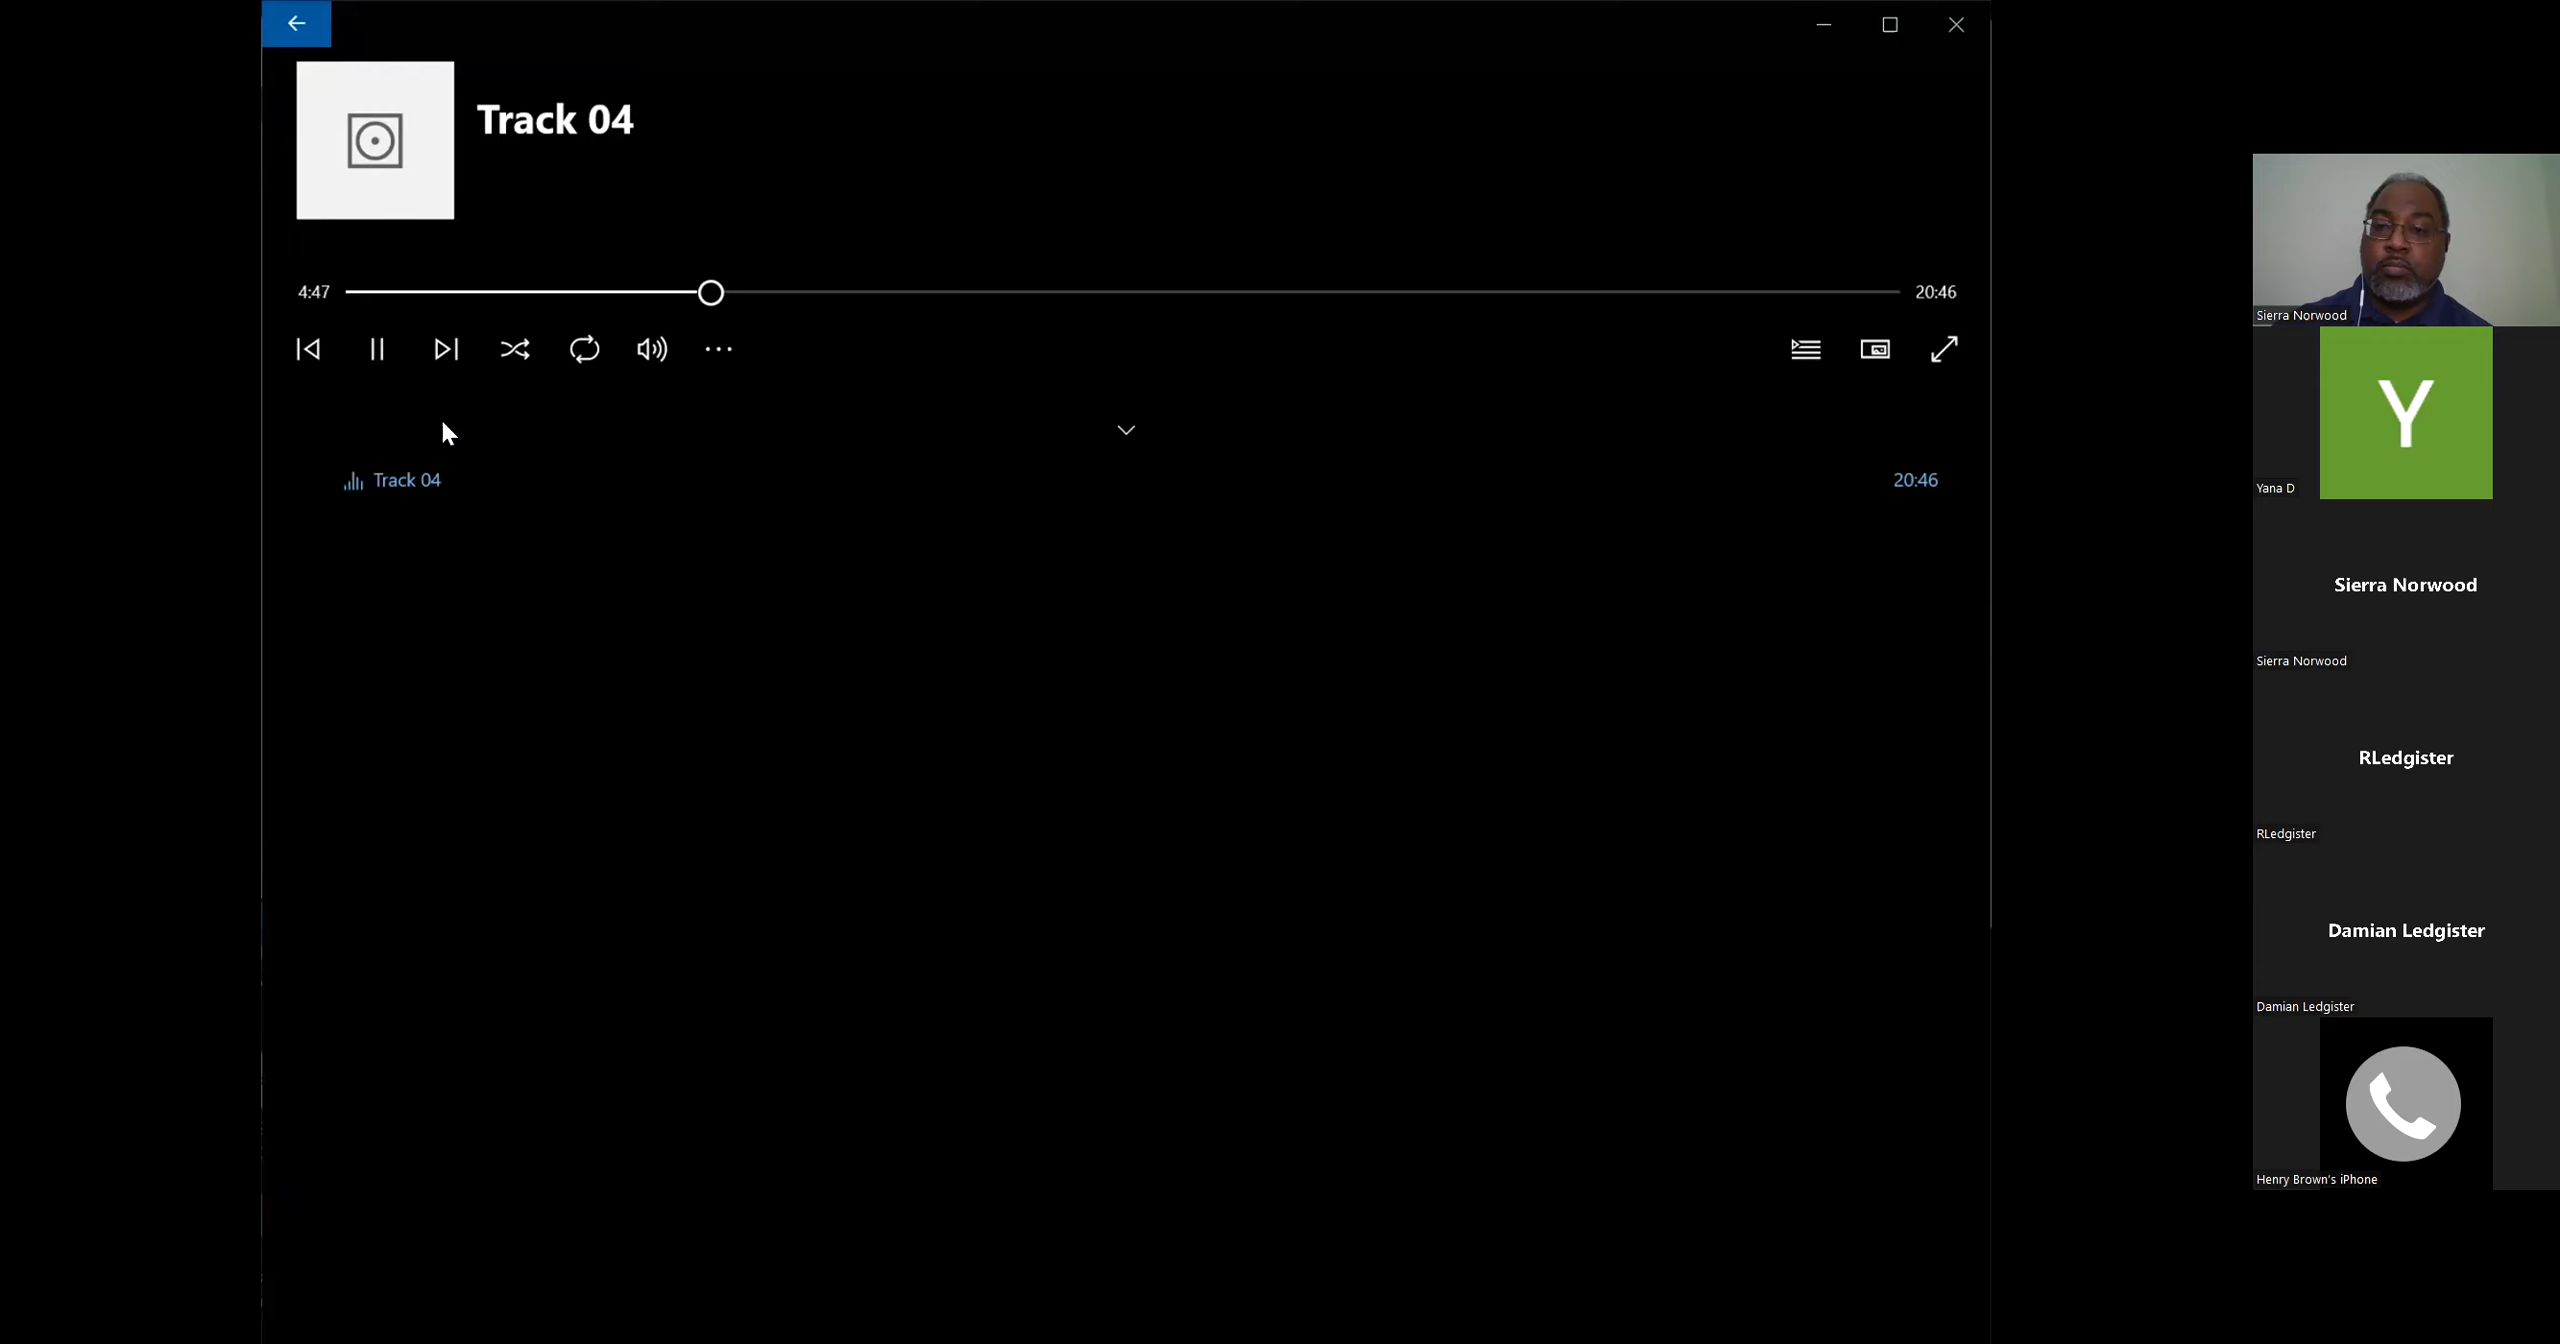 Track 04
4:47
20:46
Track 04
20:46
Sierra Norwood
Y
Yana D
Sierra Norwood
Sierra Norwood
RLedgister
RLedgister
Damian Ledgister
Damian Ledgister
Henry Brown's iPhone